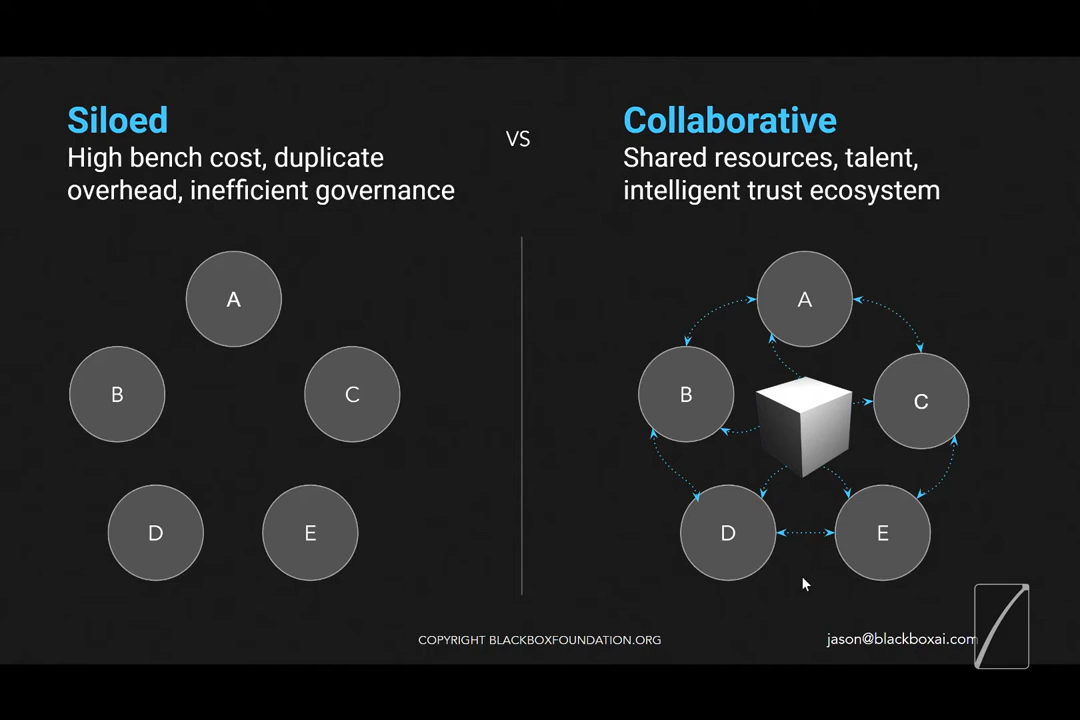 Siloed
High bench cost, duplicate
overhead, inefficient governance
VS
Collaborative
Shared resources, talent,
intelligent trust ecosystem
A
B
C
D
E
A
B
C
D
E
COPYRIGHT BLACKBOXFOUNDATION.ORG
jason@blackboxai.com